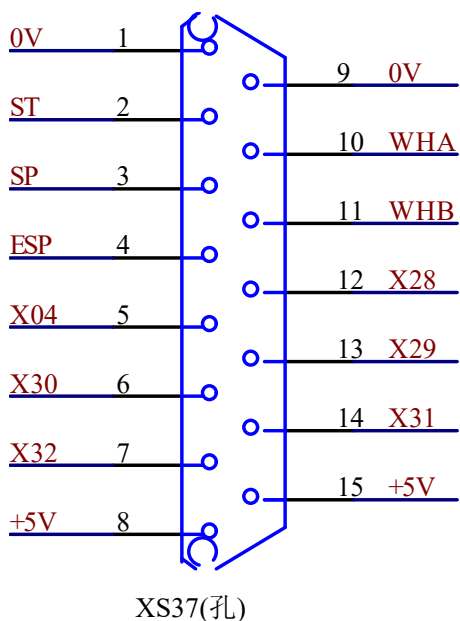 0V 1
9 0V
ST 2
10 WHA
SP 3
11 WHB
ESP 4
12 X28
X04 5
13 X29
X30 6
14 X31
X32 7
15 +5V
+5V 8
XS37(孔)